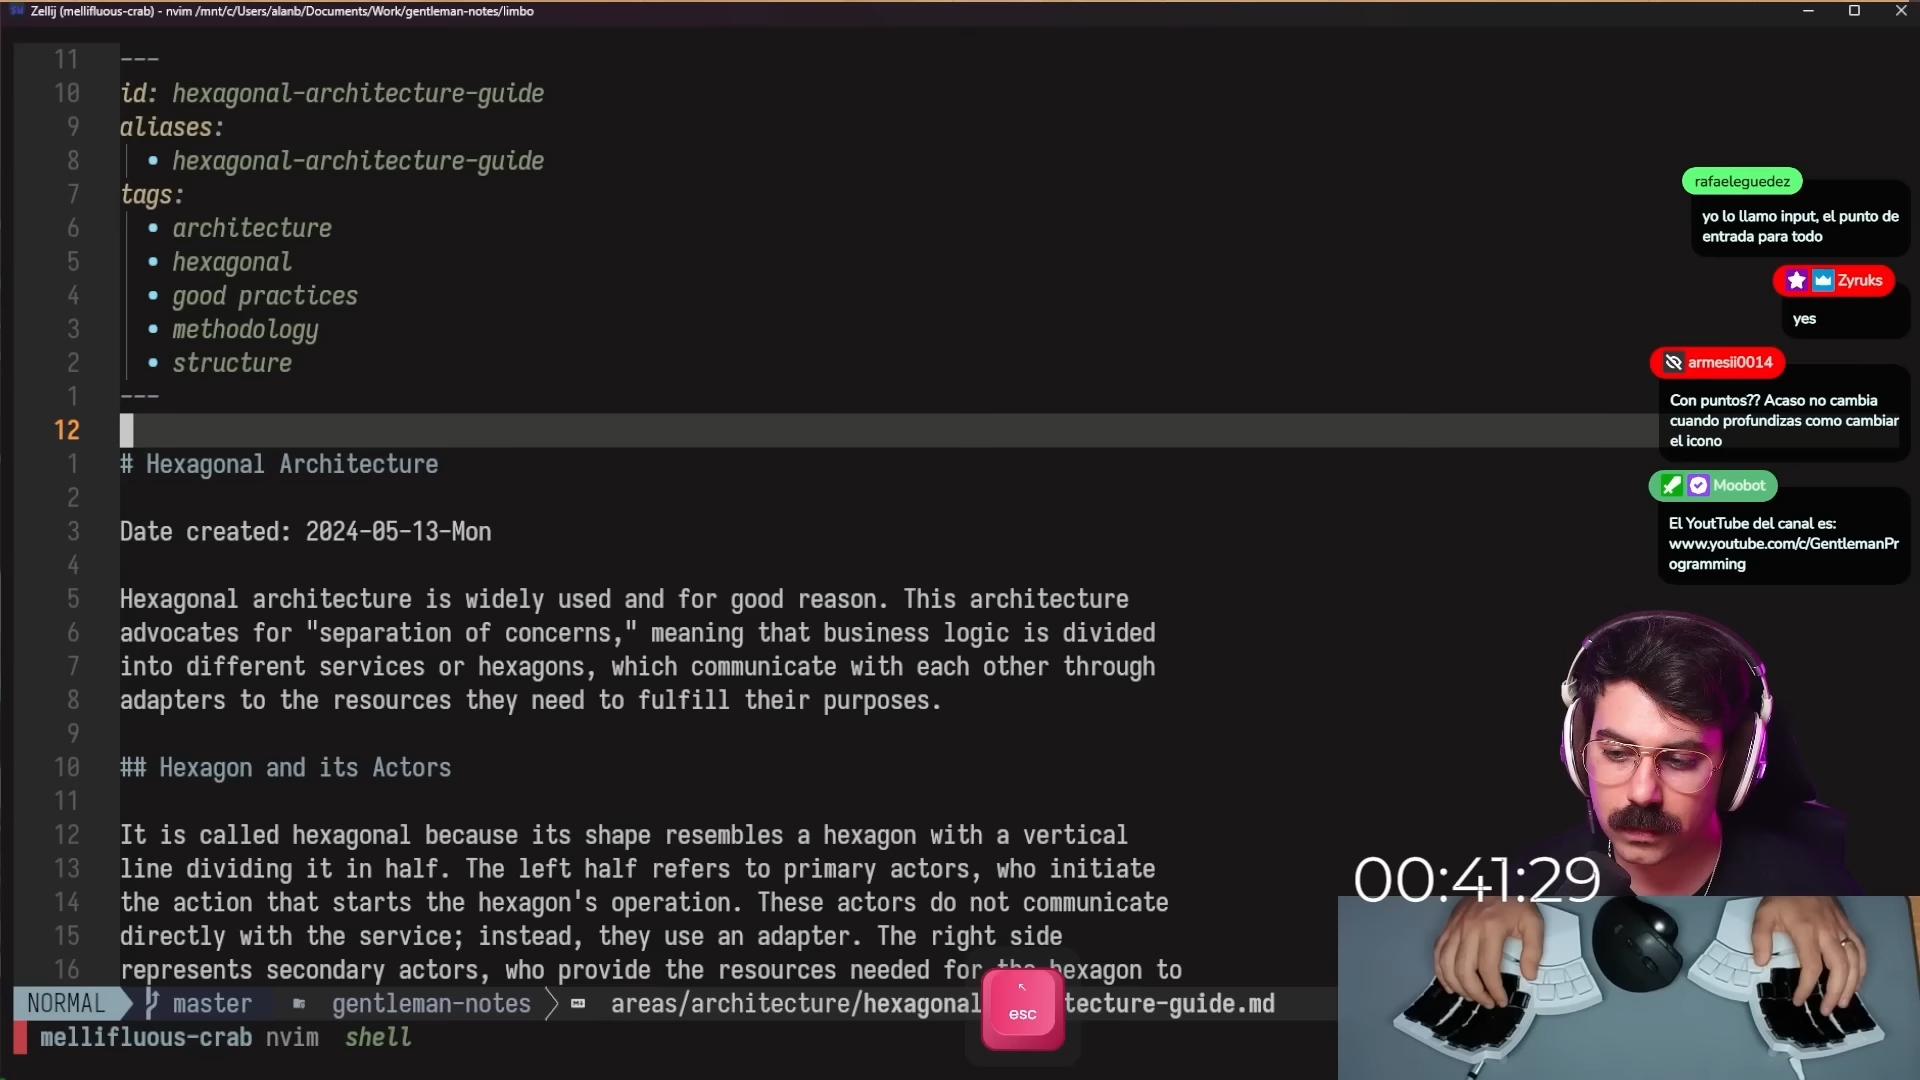 Zellij (mellifluous-crab) - nvim /mnt/c/Users/alanb/Documents/Work/gentleman-notes/limbo
11 ---
10 id: hexagonal-architecture-guide
9 aliases:
8 • hexagonal-architecture-guide
7 tags:
6 • architecture
5 • hexagonal
4 • good practices
3 • methodology
2 • structure
1 ---
12
1 # Hexagonal Architecture
2
3 Date created: 2024-05-13-Mon
4
5 Hexagonal architecture is widely used and for good reason. This architecture
6 advocates for "separation of concerns," meaning that business logic is divided
7 into different services or hexagons, which communicate with each other through
8 adapters to the resources they need to fulfill their purposes.
9
10 ## Hexagon and its Actors
11
12 It is called hexagonal because its shape resembles a hexagon with a vertical
13 line dividing it in half. The left half refers to primary actors, who initiate
14 the action that starts the hexagon's operation. These actors do not communicate
15 directly with the service; instead, they use an adapter. The right side
16 represents secondary actors, who provide the resources needed for the hexagon to
NORMAL master gentleman-notes areas/architecture/hexagonal tecture-guide.md
mellifluous-crab nvim shell
esc
rafaeleguedez
yo lo llamo input, el punto de
entrada para todo
Zyruks
yes
armesii0014
Con puntos?? Acaso no cambia
cuando profundizas como cambiar
el icono
Moobot
El YoutTube del canal es:
www.youtube.com/c/GentlemanPr
ogramming
00:41:29